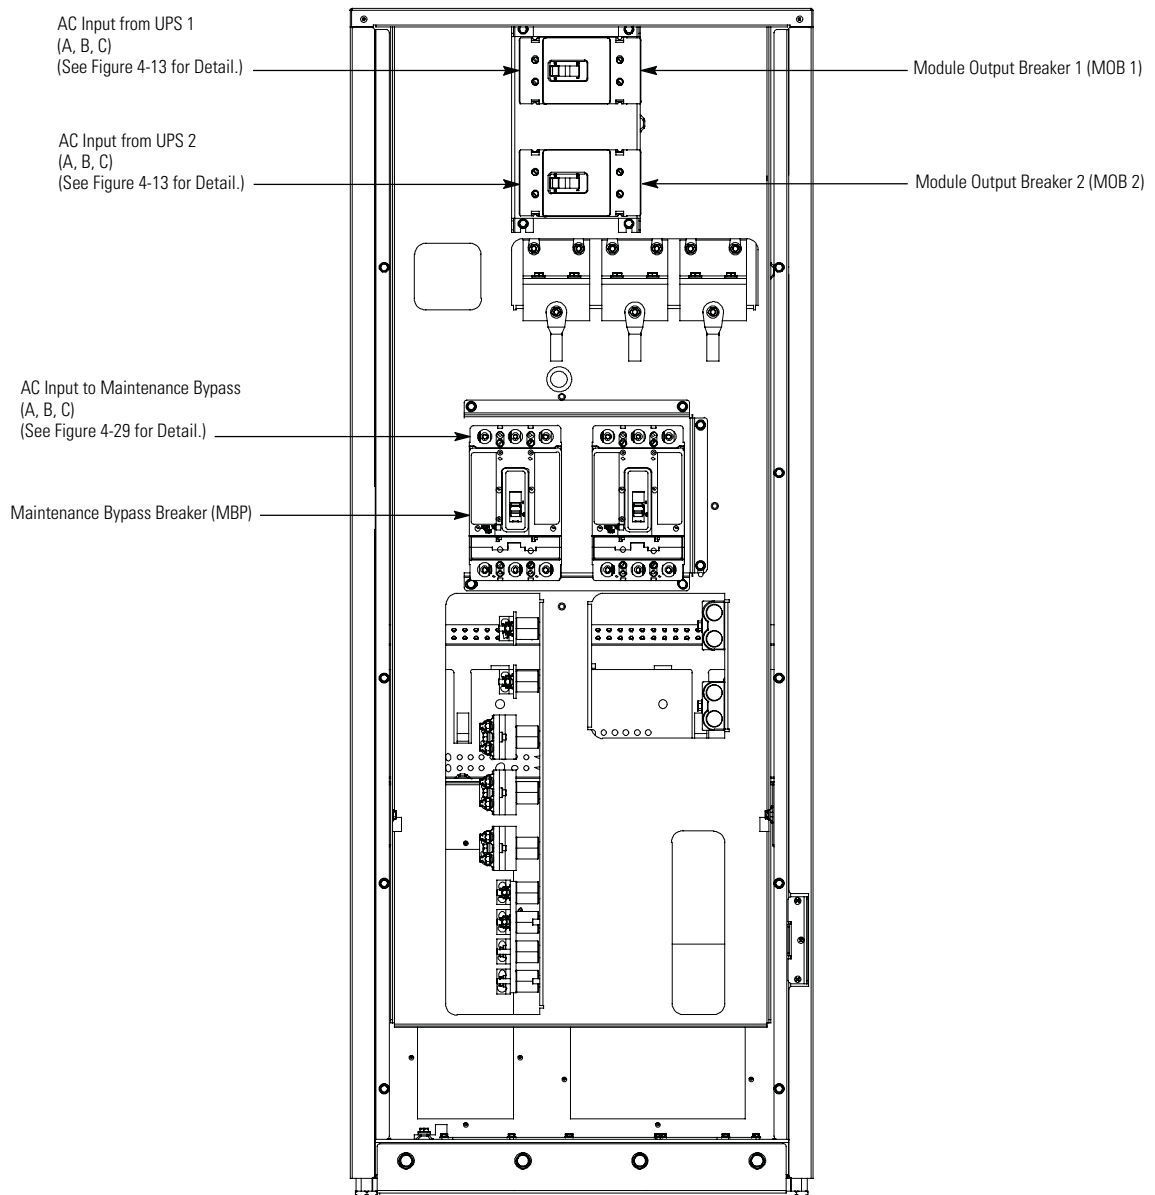 AC Input from UPS 1
(A, B, C)
(See Figure 4-13 for Detail.)
Module Output Breaker 1 (MOB 1)
AC Input from UPS 2
(A, B, C)
(See Figure 4-13 for Detail.)
Module Output Breaker 2 (MOB 2)
AC Input to Maintenance Bypass
(A, B, C)
(See Figure 4-29 for Detail.)
Maintenance Bypass Breaker (MBP)